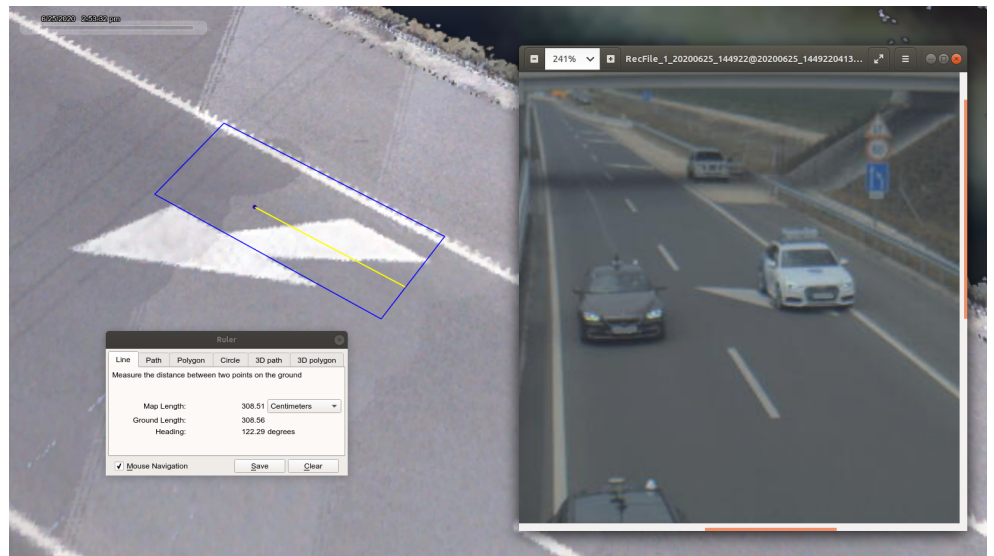 6/25/2020 2:53:32 pm
241%
RecFile_1_20200625_144922@20200625_1449220413...
Ruler
Line Path Polygon Circle 3D path 3D polygon
Measure the distance between two points on the ground
Map Length: 308.51 Centimeters
Ground Length: 308.56
Heading: 122.29 degrees
Mouse Navigation Save Clear